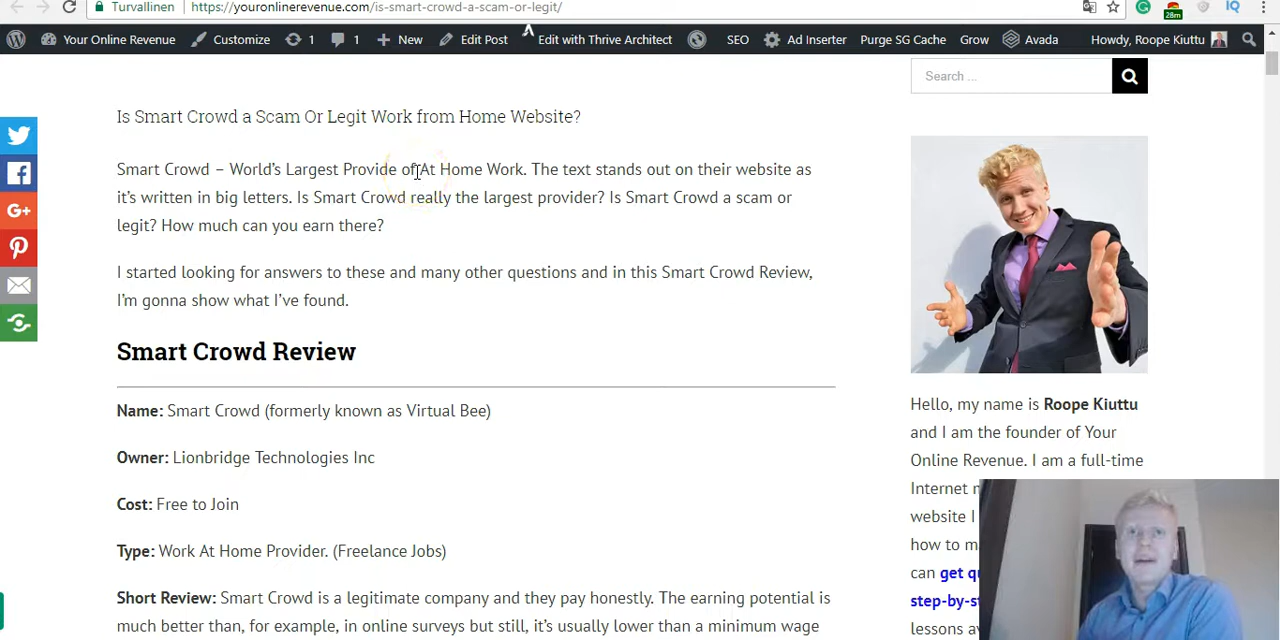 Turvallinen https://youronlinerevenue.com/is-smart-crowd-a-scam-or-legit/
28m
IQ
Your Online Revenue Customize 1 1 New Edit Post Edit with Thrive Architect SEO Ad Inserter Purge SG Cache Grow Avada Howdy, Roope Kiuttu
Search ...
Is Smart Crowd a Scam Or Legit Work from Home Website?
Smart Crowd – World's Largest Provide of At Home Work. The text stands out on their website as
it's written in big letters. Is Smart Crowd really the largest provider? Is Smart Crowd a scam or
legit? How much can you earn there?
I started looking for answers to these and many other questions and in this Smart Crowd Review,
I'm gonna show what I've found.
Smart Crowd Review
Name: Smart Crowd (formerly known as Virtual Bee)
Owner: Lionbridge Technologies Inc
Cost: Free to Join
Type: Work At Home Provider. (Freelance Jobs)
Short Review: Smart Crowd is a legitimate company and they pay honestly. The earning potential is
much better than, for example, in online surveys but still, it's usually lower than a minimum wage
G+
Hello, my name is Roope Kiuttu
and I am the founder of Your
Online Revenue. I am a full-time
Internet
website I
how to
can get
step-by-
lessons